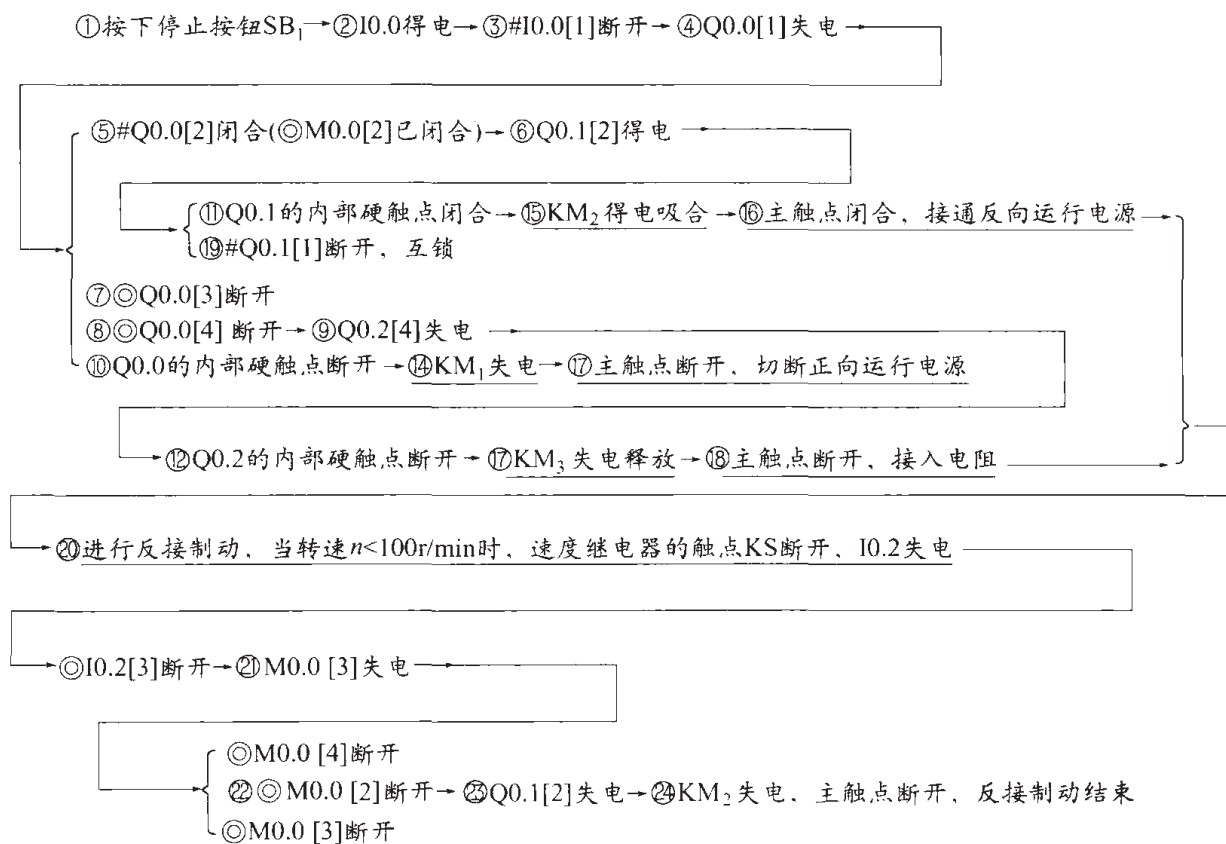 ①按下停止按钮SB₁→②I0.0得电→③#I0.0[1]断开→④Q0.0[1]失电
⑤#Q0.0[2]闭合(◎M0.0[2]已闭合)→⑥Q0.1[2]得电
⑪Q0.1的内部硬触点闭合→⑮KM₂得电吸合→⑯主触点闭合、接通反向运行电源
⑲#Q0.1[1]断开、互锁
⑦◎Q0.0[3]断开
⑧◎Q0.0[4] 断开→⑨Q0.2[4]失电
⑩Q0.0的内部硬触点断开→⑭KM₁失电→⑰主触点断开、切断正向运行电源
⑫Q0.2的内部硬触点断开→⑰KM₃失电释放→⑱主触点断开、接入电阻
⑳进行反接制动、当转速n<100r/min时、速度继电器的触点KS断开、I0.2失电
◎I0.2[3]断开→㉑M0.0 [3]失电
◎M0.0 [4]断开
㉒◎M0.0 [2]断开→㉓Q0.1[2]失电→㉔KM₂失电、主触点断开、反接制动结束
◎M0.0 [3]断开